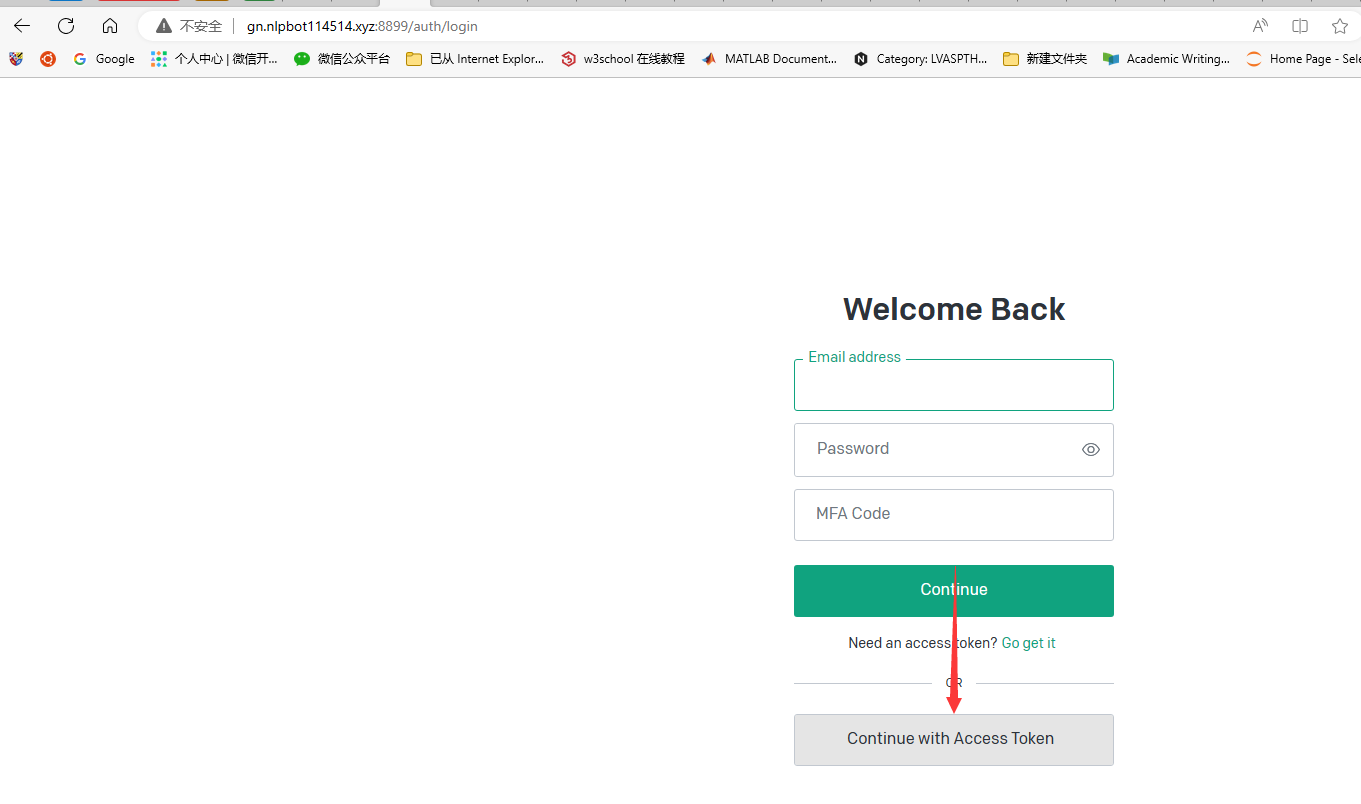 不安全 gn.nlpbot114514.xyz:8899/auth/login
Google 个人中心 | 微信开... 微信公众平台 已从 Internet Explor... w3school 在线教程 MATLAB Document... Category: LVASPTH... 新建文件夹 Academic Writing... Home Page - Sele
Welcome Back
Email address
Password
MFA Code
Continue
Need an access token? Go get it
OR
Continue with Access Token